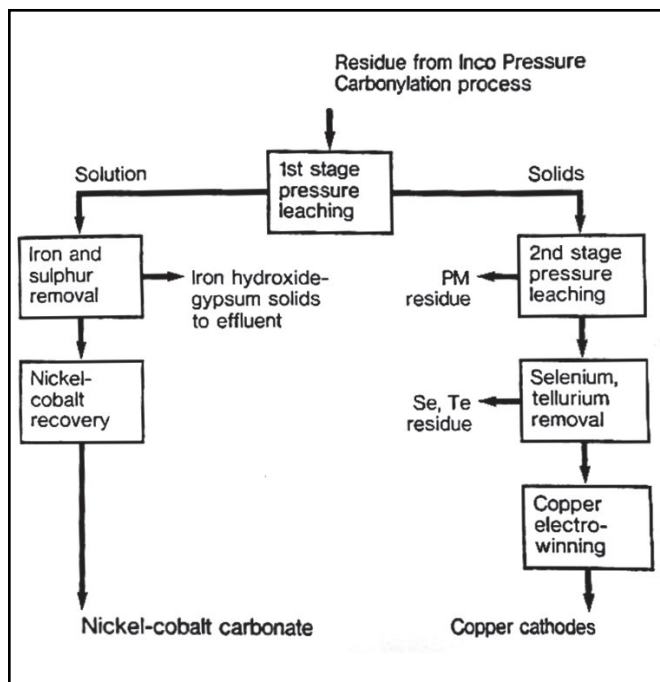 Residue from Inco Pressure
Carbonylation process
Solution
1st stage
pressure
leaching
Solids
Iron and
sulphur
removal
Iron hydroxide-
gypsum solids
to effluent
PM
residue
2nd stage
pressure
leaching
Nickel-
cobalt
recovery
Se, Te
residue
Selenium,
tellurium
removal
Copper
electro-
winning
Nickel-cobalt carbonate
Copper cathodes